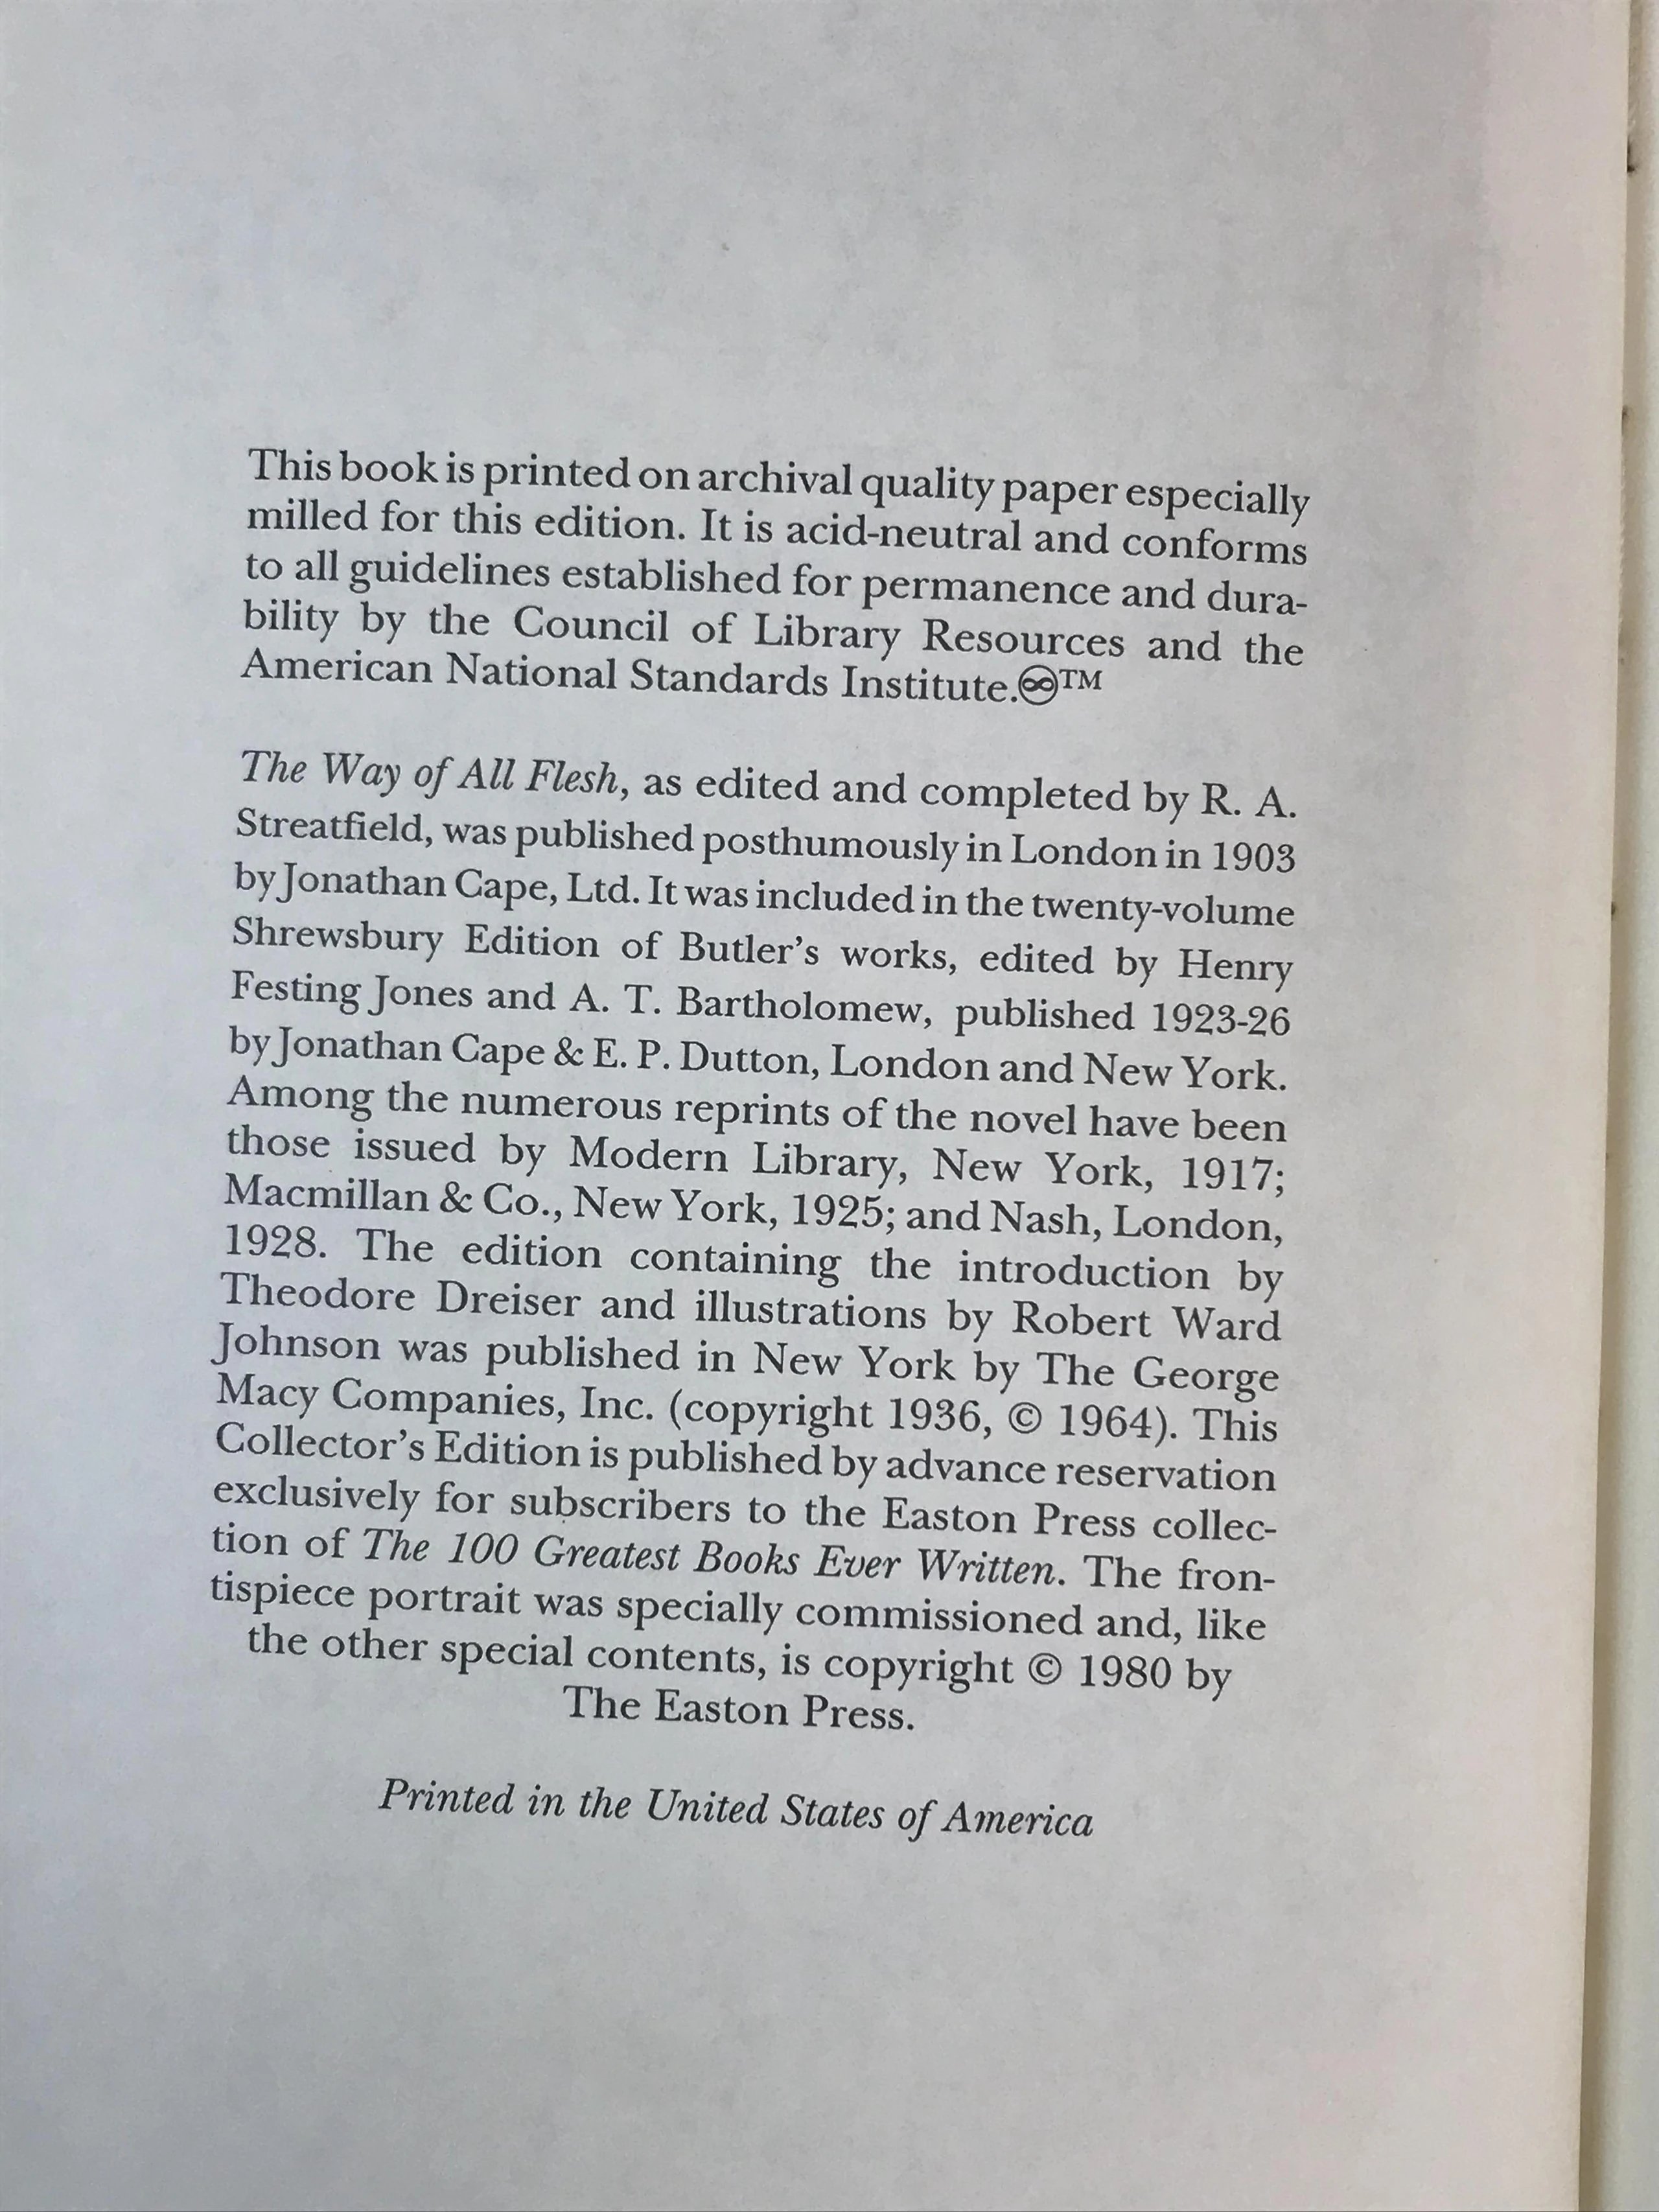 This book is printed on archival quality paper especially
milled for this edition. It is acid-neutral and conforms
to all guidelines established for permanence and dura-
bility by the Council of Library Resources and the
American National Standards Institute.♾™
The Way of All Flesh, as edited and completed by R. A.
Streatfield, was published posthumously in London in 1903
by Jonathan Cape, Ltd. It was included in the twenty-volume
Shrewsbury Edition of Butler's works, edited by Henry
Festing Jones and A. T. Bartholomew, published 1923-26
by Jonathan Cape & E. P. Dutton, London and New York.
Among the numerous reprints of the novel have been
those issued by Modern Library, New York, 1917;
Macmillan & Co., New York, 1925; and Nash, London,
1928. The edition containing the introduction by
Theodore Dreiser and illustrations by Robert Ward
Johnson was published in New York by The George
Macy Companies, Inc. (copyright 1936, © 1964). This
Collector's Edition is published by advance reservation
exclusively for subscribers to the Easton Press collec-
tion of The 100 Greatest Books Ever Written. The fron-
tispiece portrait was specially commissioned and, like
the other special contents, is copyright © 1980 by
The Easton Press.
Printed in the United States of America